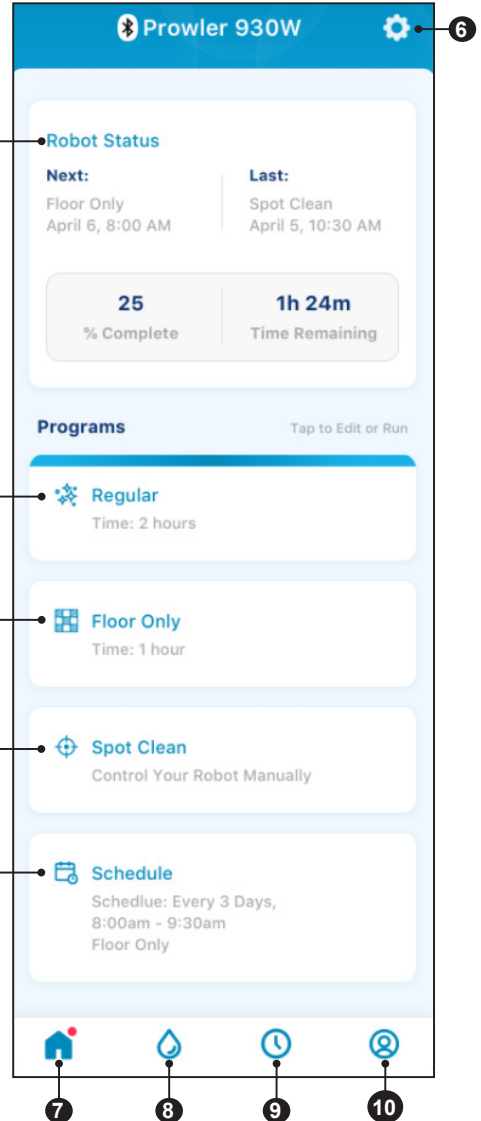 Prowler 930W
6
Robot Status
Next:
Floor Only
April 6, 8:00 AM
Last:
Spot Clean
April 5, 10:30 AM
25
% Complete
1h 24m
Time Remaining
Programs
Tap to Edit or Run
Regular
Time: 2 hours
Floor Only
Time: 1 hour
Spot Clean
Control Your Robot Manually
Schedule
Schedlue: Every 3 Days,
8:00am - 9:30am
Floor Only
7
8
9
10